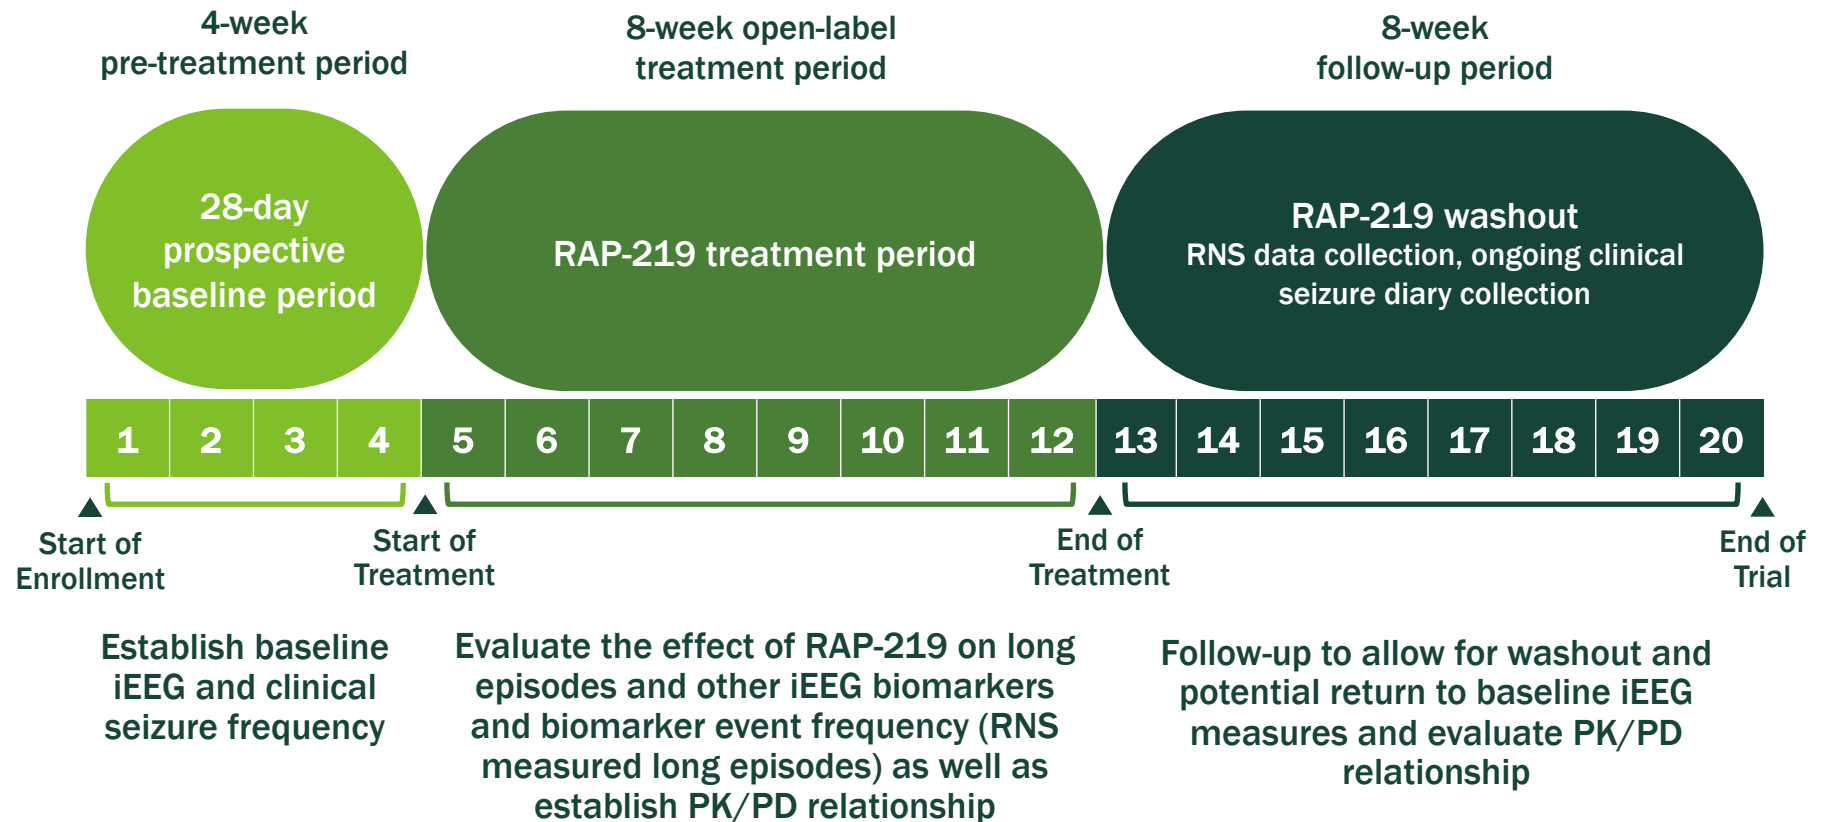 4-week
pre-treatment period
8-week open-label
treatment period
8-week
follow-up period
28-day
prospective
baseline period
RAP-219 treatment period
RAP-219 washout
RNS data collection, ongoing clinical
seizure diary collection
1 2 3 4 5 6 7 8 9 10 11 12 13 14 15 16 17 18 19 20
Start of
Enrollment
Start of
Treatment
End of
Treatment
End of
Trial
Establish baseline
iEEG and clinical
seizure frequency
Evaluate the effect of RAP-219 on long
episodes and other iEEG biomarkers
and biomarker event frequency (RNS
measured long episodes) as well as
establish PK/PD relationship
Follow-up to allow for washout and
potential return to baseline iEEG
measures and evaluate PK/PD
relationship